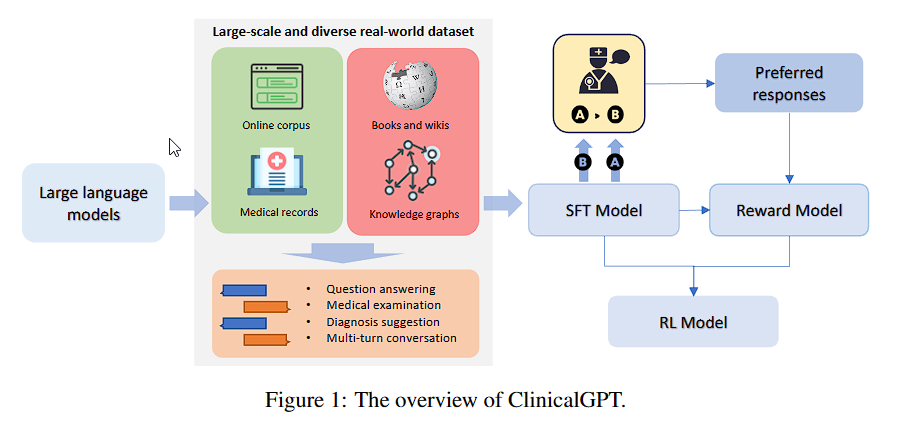 Large-scale and diverse real-world dataset
Online corpus
Books and wikis
Medical records
Knowledge graphs
Large language
models
• Question answering
• Medical examination
• Diagnosis suggestion
• Multi-turn conversation
A > B
B
A
Preferred
responses
SFT Model
Reward Model
RL Model
Figure 1: The overview of ClinicalGPT.